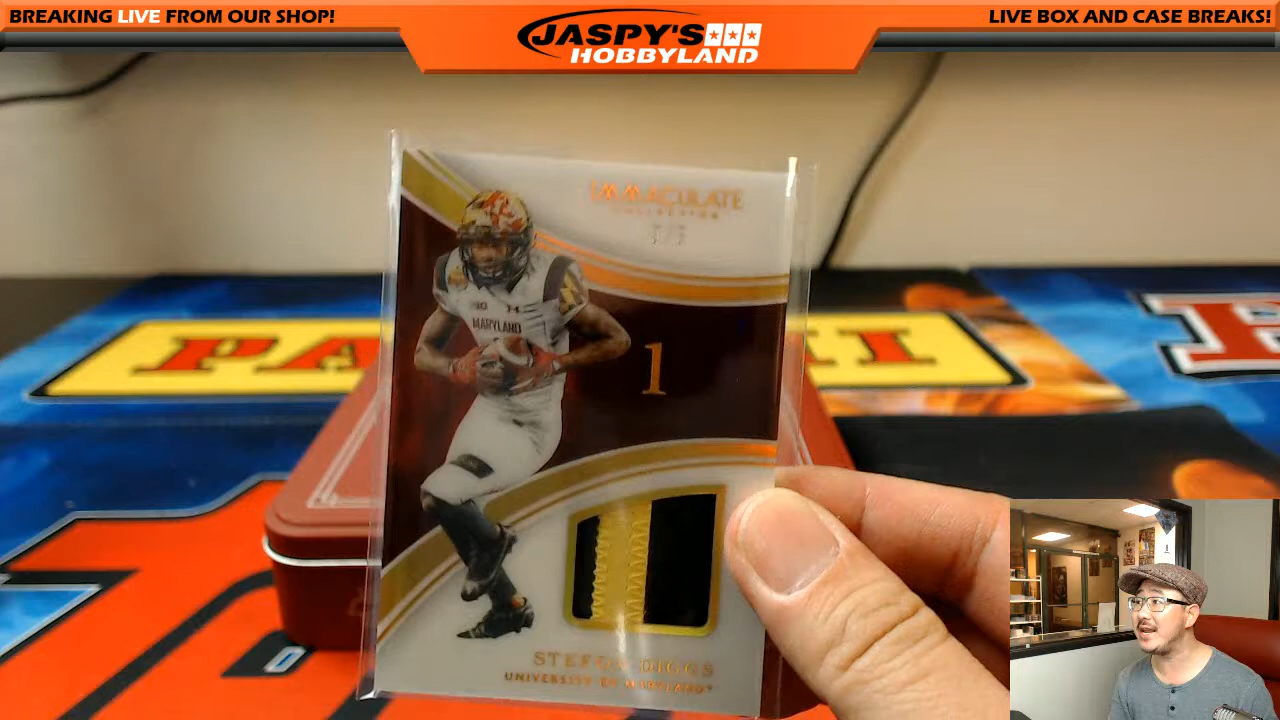 BREAKING LIVE FROM OUR SHOP!
JASPY'S
HOBBYLAND
LIVE BOX AND CASE BREAKS!
IMMACULATE
COLLECTION
MARYLAND
1
STEFON DIGGS
UNIVERSITY OF MARYLAND